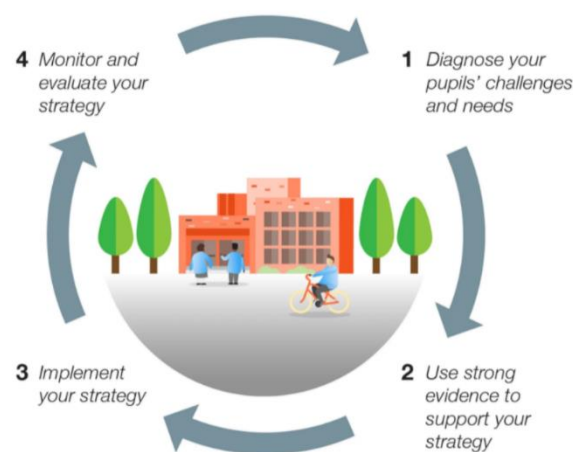 1 Diagnose your
pupils' challenges
and needs
2 Use strong
evidence to
support your
strategy
3 Implement
your strategy
4 Monitor and
evaluate your
strategy